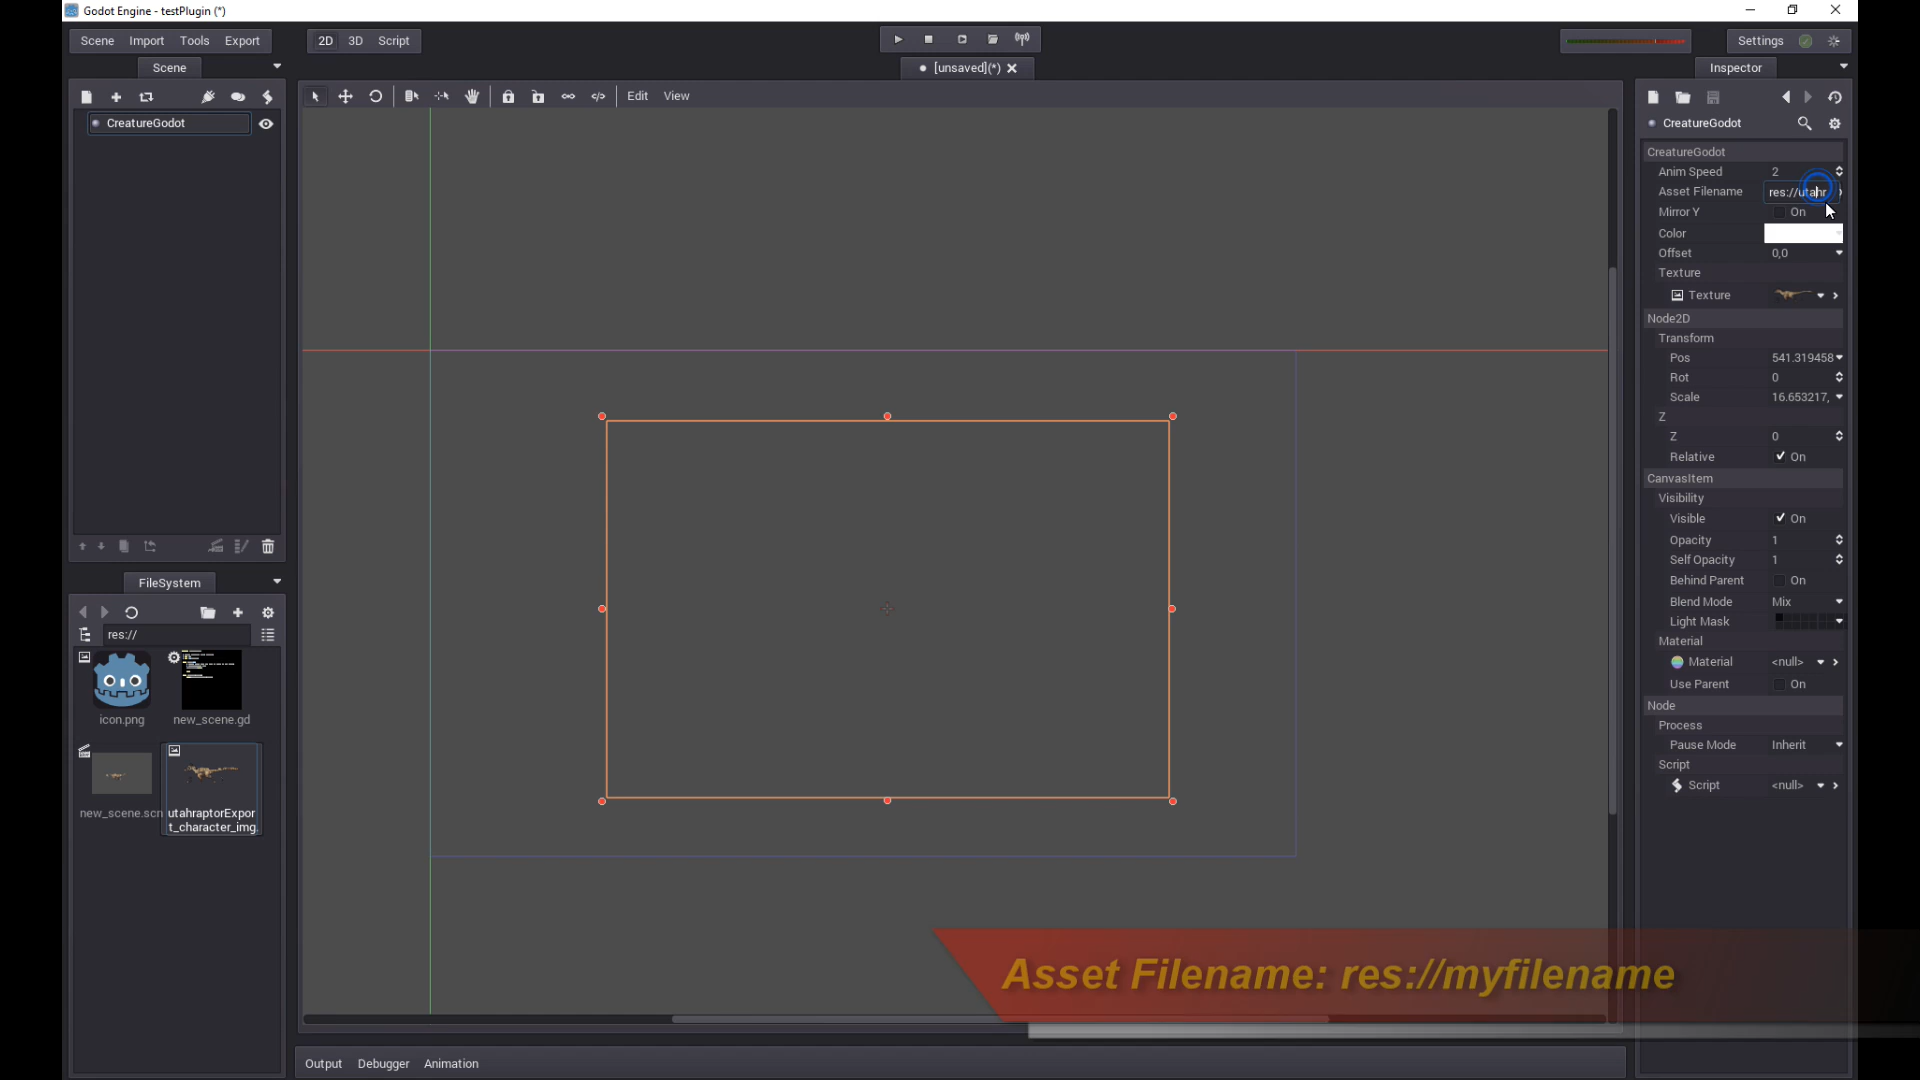 Godot Engine - testPlugin (*)
Scene Import Tools Export
2D 3D Script
Settings
Scene
[unsaved](*)
Inspector
Edit View
CreatureGodot
CreatureGodot
CreatureGodot
Anim Speed 2
Asset Filename res://utahr
Mirror Y On
Color
Offset 0,0
Texture
Texture
Node2D
Transform
Pos 541.319458
Rot 0
Scale 16.653217,
Z
Z 0
Relative On
CanvasItem
Visibility
Visible On
Opacity 1
Self Opacity 1
Behind Parent On
Blend Mode Mix
Light Mask
Material
Material <null>
Use Parent On
Node
Process
Pause Mode Inherit
Script
Script <null>
FileSystem
res://
icon.png
new_scene.gd
new_scene.scn
utahraptorExpor
t_character_img.
Asset Filename: res://myfilename
Output Debugger Animation